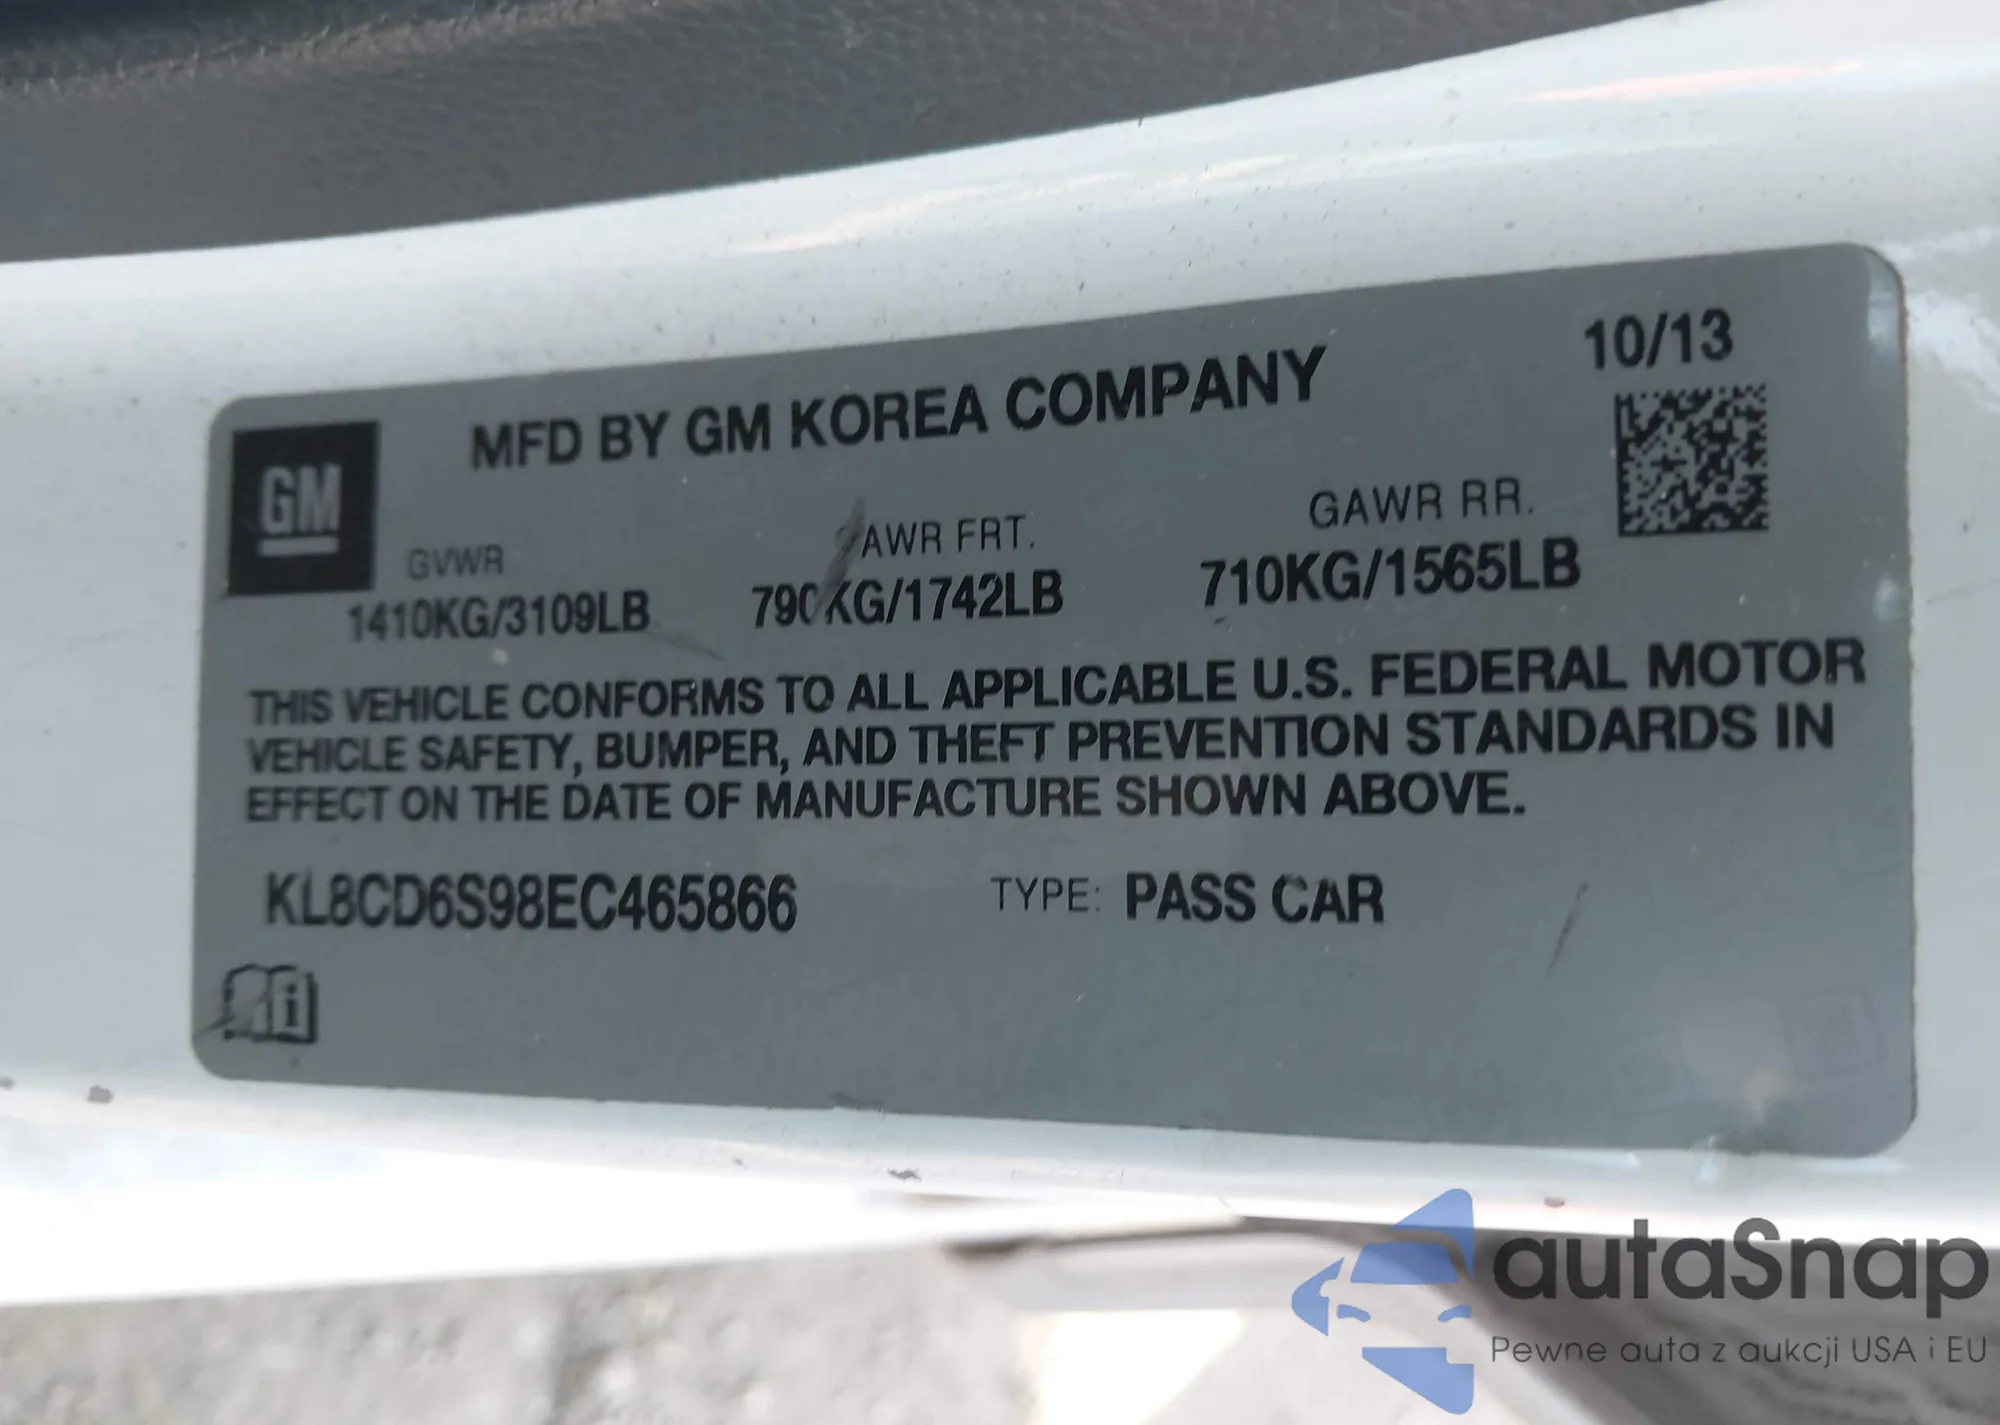 10/13
MFD BY GM KOREA COMPANY
GM
GVWR
GAWR FRT.
GAWR RR.
1410KG/3109LB
790KG/1742LB
710KG/1565LB
THIS VEHICLE CONFORMS TO ALL APPLICABLE U.S. FEDERAL MOTOR
VEHICLE SAFETY, BUMPER, AND THEFT PREVENTION STANDARDS IN
EFFECT ON THE DATE OF MANUFACTURE SHOWN ABOVE.
KL8CD6S98EC465866
TYPE: PASS CAR
i
autaSnap
Pewne auta z aukcji USA i EU